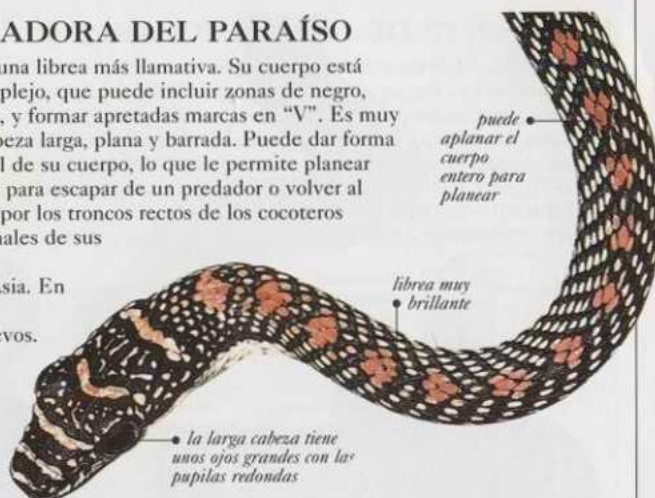 ADORA DEL PARAÍSO
una librea más llamativa. Su cuerpo está
plejo, que puede incluir zonas de negro,
, y formar apretadas marcas en “V”. Es muy
beza larga, plana y barrada. Puede dar forma
l de su cuerpo, lo que le permite planear
para escapar de un predador o volver al
por los troncos rectos de los cocoteros
nales de sus
sia. En
evos.
puede
aplanar el
cuerpo
entero para
planear
librea muy
brillante
la larga cabeza tiene
unos ojos grandes con las
pupilas redondas